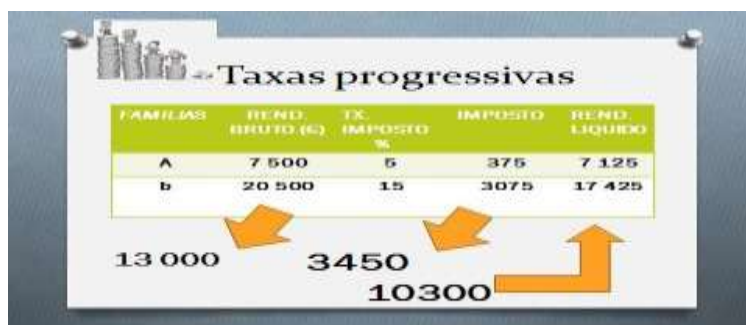 Taxas progressivas
FAMILIAS REND. BRUTO (€) TX. IMPOSTO % IMPOSTO REND. LIQUIDO
A 7 500 5 375 7 125
b 20 500 15 3075 17 425
13 000 3450
10300